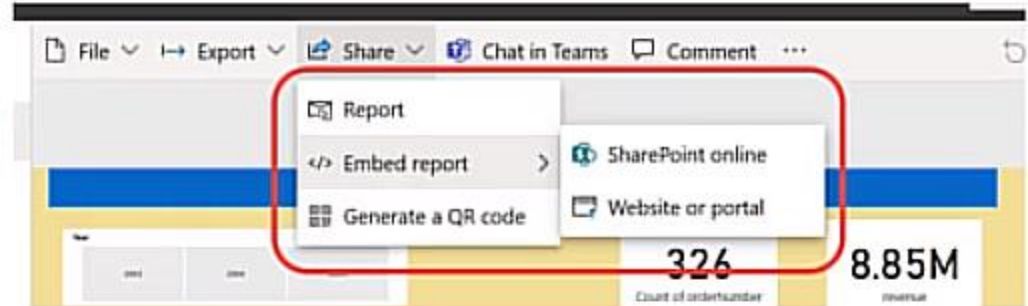 File Export Share Chat in Teams Comment ...
Report
Embed report
SharePoint online
Generate a QR code
Website or portal
Year
326
8.85M
Count of ordernumber
revenue